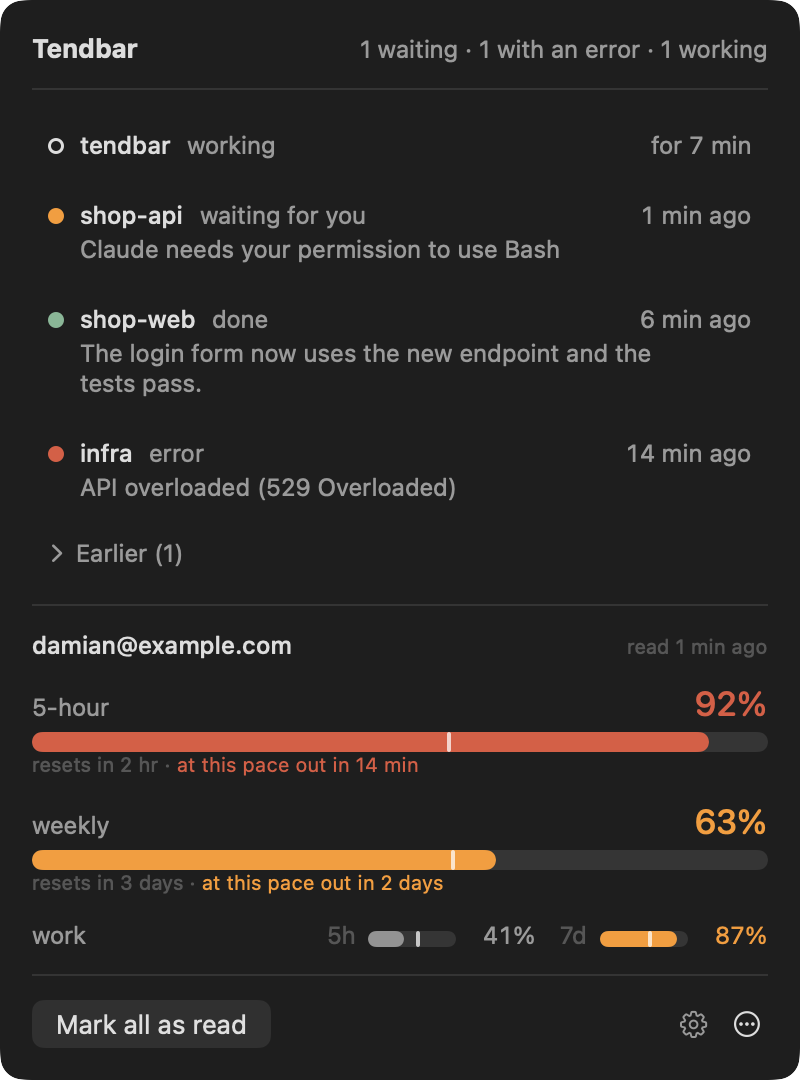 Tendbar 1 waiting · 1 with an error · 1 working
tendbar working for 7 min
shop-api waiting for you 1 min ago
Claude needs your permission to use Bash
shop-web done 6 min ago
The login form now uses the new endpoint and the
tests pass.
infra error 14 min ago
API overloaded (529 Overloaded)
Earlier (1)
damian@example.com read 1 min ago
5-hour 92%
resets in 2 hr · at this pace out in 14 min
weekly 63%
resets in 3 days · at this pace out in 2 days
work 5h 41% 7d 87%
Mark all as read